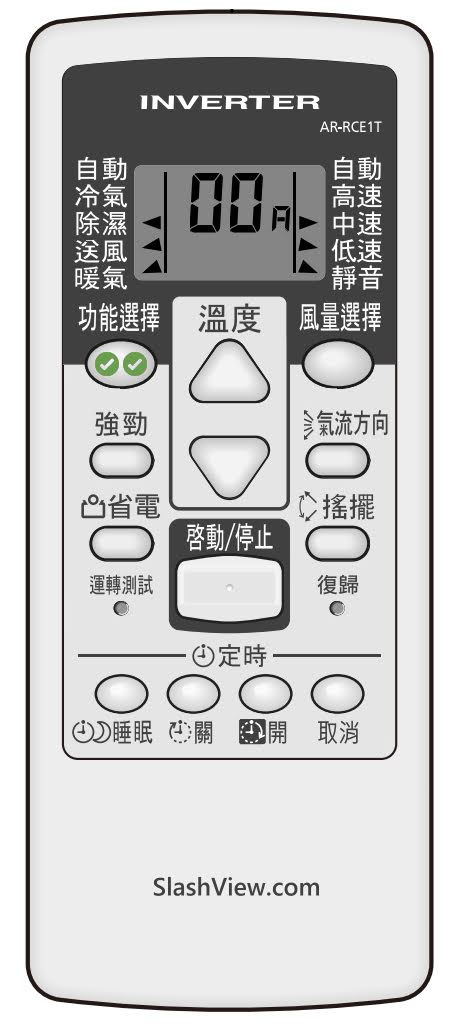 INVERTER
AR-RCE1T
自動
冷氣
除濕
送風
暖氣
00A
自動
高速
中速
低速
靜音
功能選擇
溫度
風量選擇
強勁
氣流方向
省電
搖擺
啓動/停止
運轉測試
復歸
定時
睡眠
關
開
取消
SlashView.com